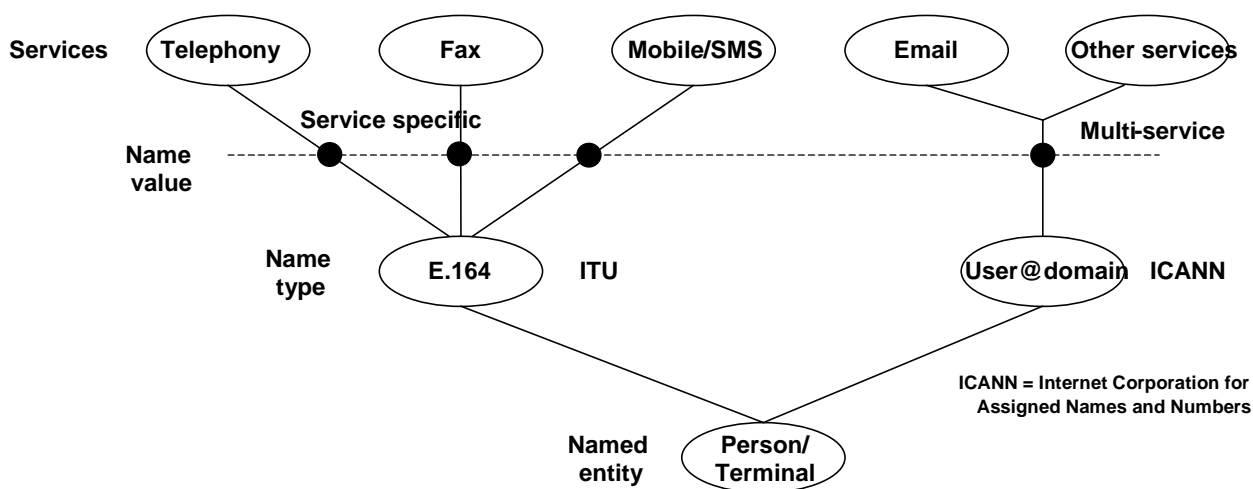 Services
Telephony
Fax
Mobile/SMS
Email
Other services
Service specific
Multi-service
Name
value
Name
type
E.164
ITU
User@domain
ICANN
ICANN = Internet Corporation for
Assigned Names and Numbers
Named
entity
Person/
Terminal